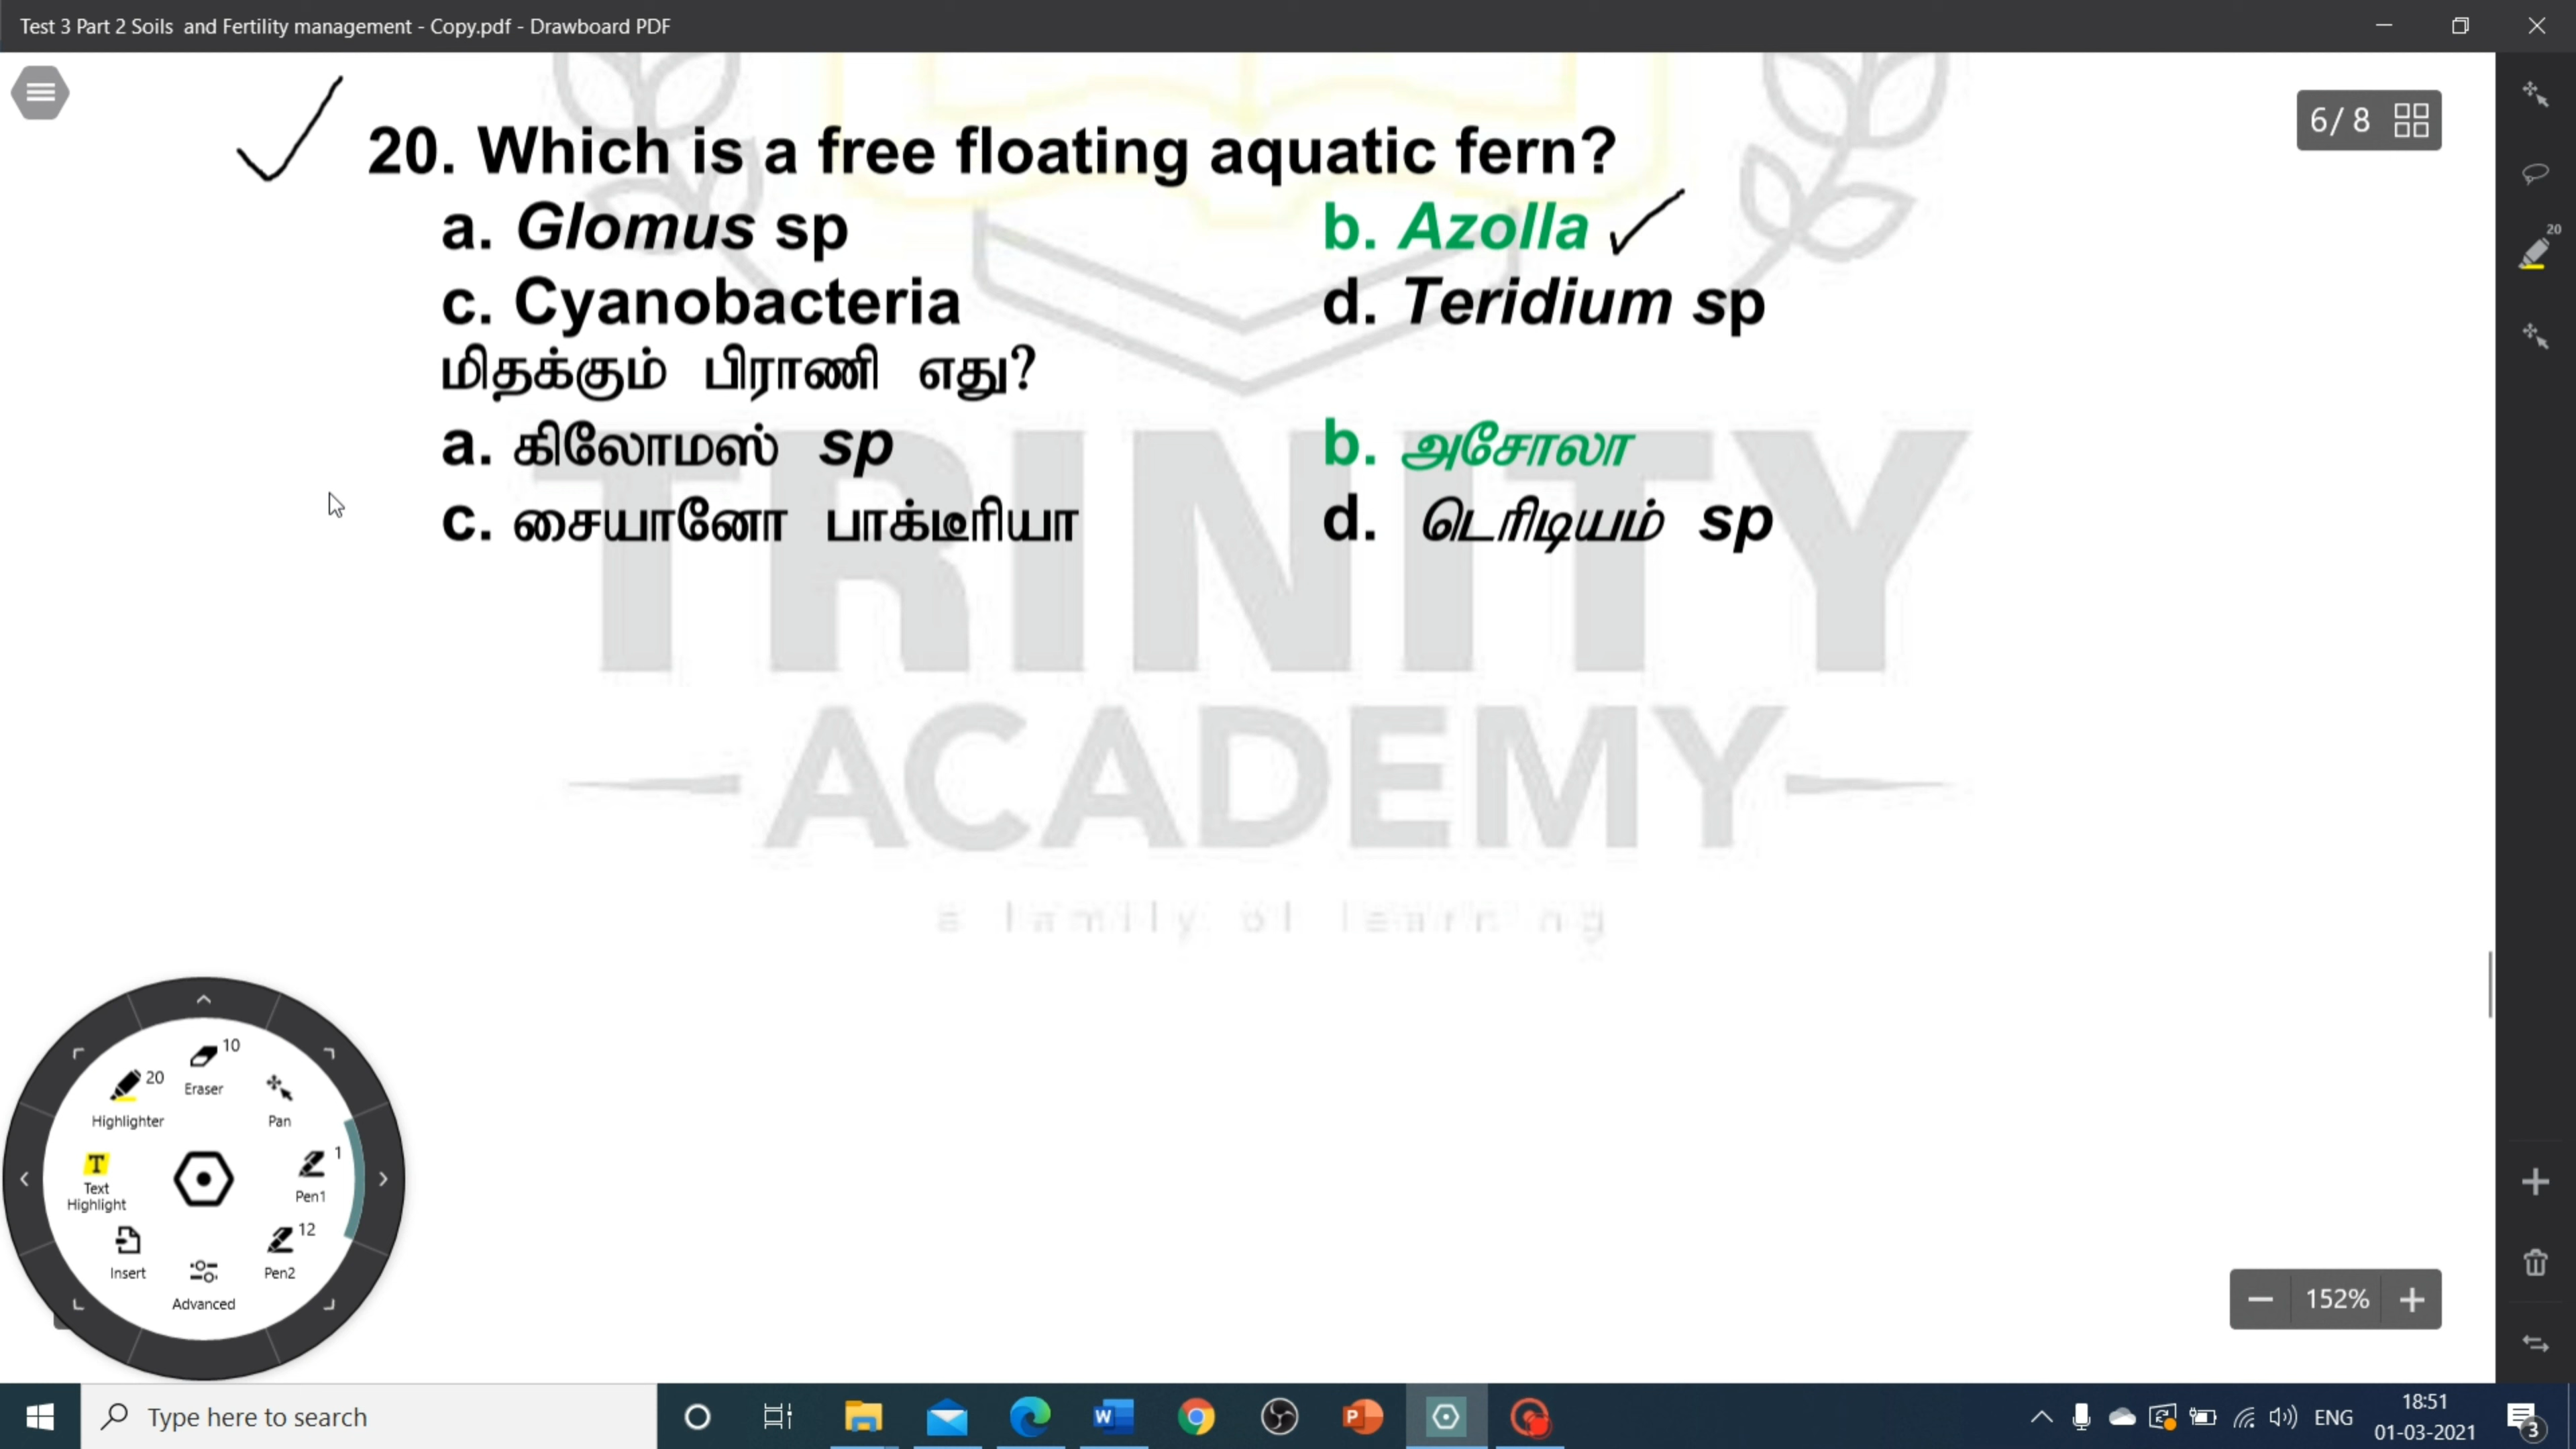 Test 3 Part 2 Soils and Fertility management - Copy.pdf - Drawboard PDF
6/ 8
20. Which is a free floating aquatic fern?
a. Glomus sp b. Azolla
c. Cyanobacteria d. Teridium sp
மிதக்கும் பிராணி எது?
a. கிலோமஸ் sp b. அசோலா
c. சையானோ பாக்டீரியா d. டெரிடியம் sp
TRINITY
ACADEMY
a family of learning
20
10
Eraser
20
Highlighter
Pan
T
Text
Highlight
1
Pen1
Insert
12
Pen2
Advanced
152%
Type here to search
ENG
18:51
01-03-2021
3